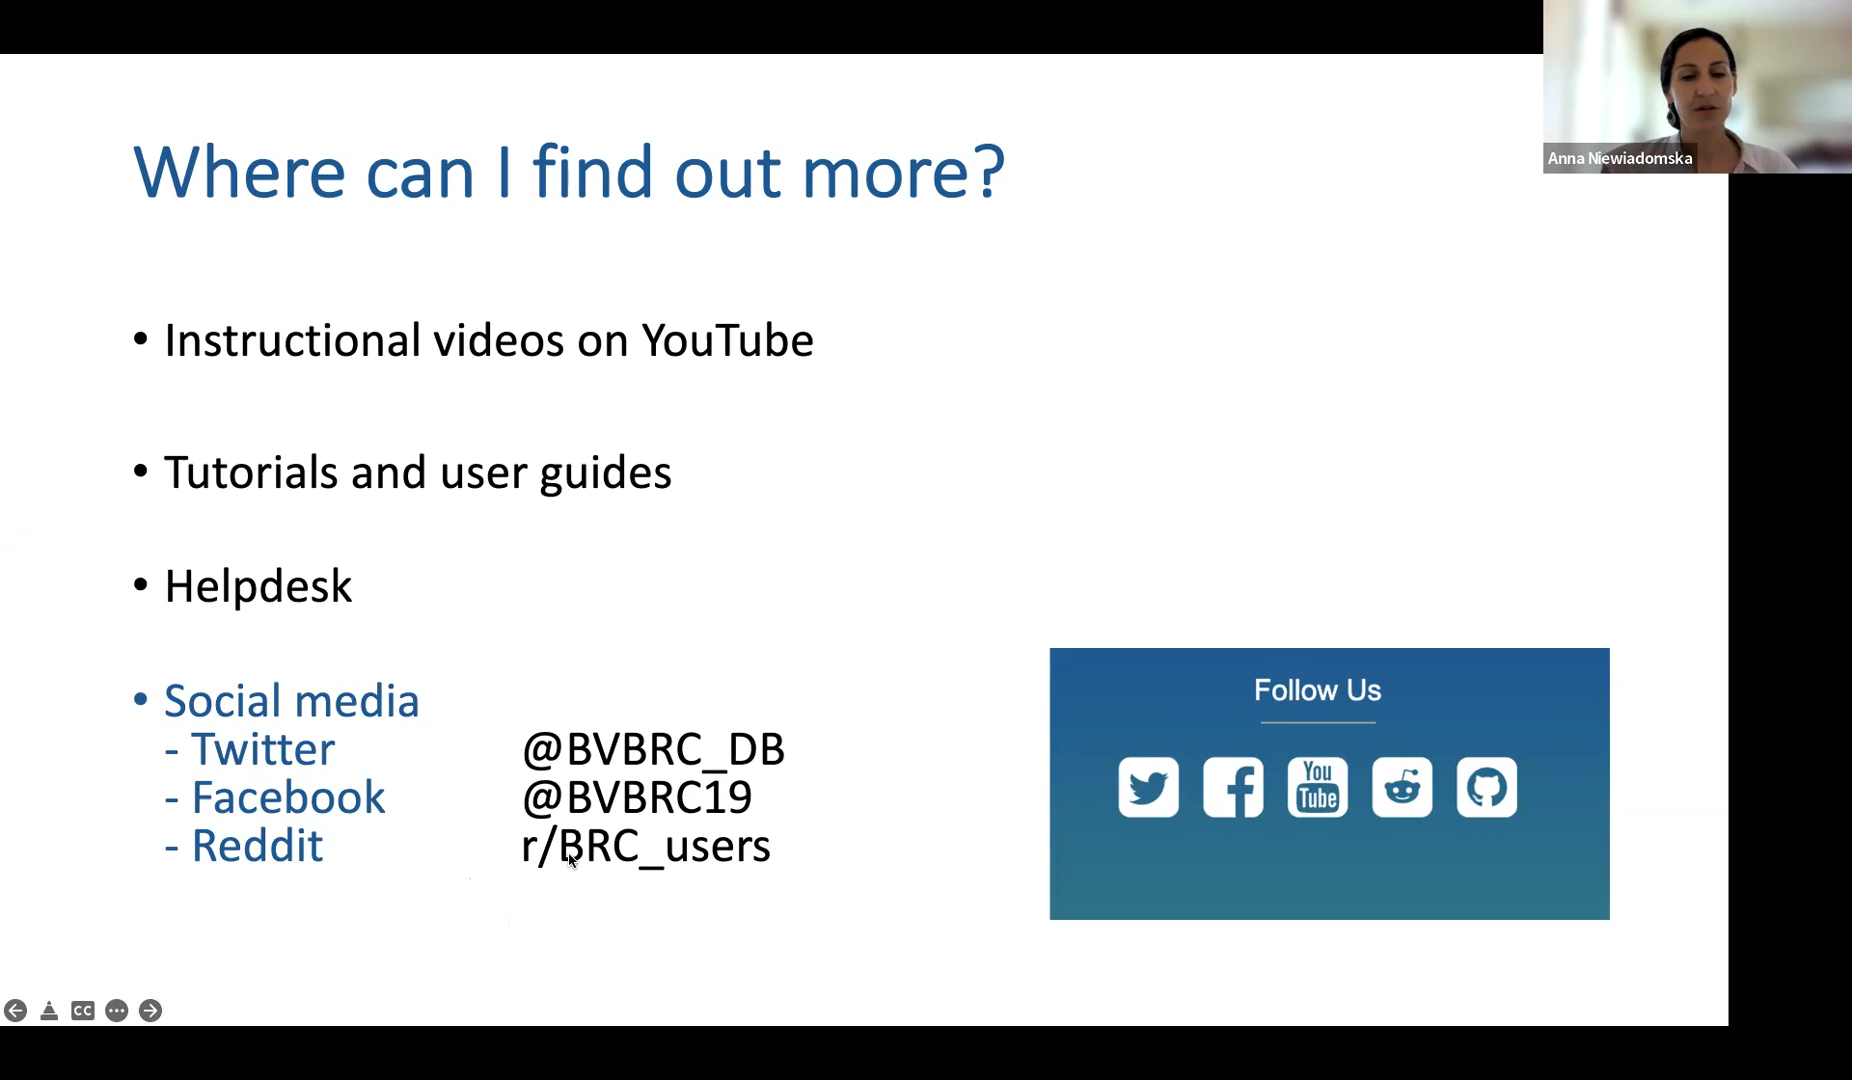 Anna Niewiadomska
Where can I find out more?
• Instructional videos on YouTube
• Tutorials and user guides
• Helpdesk
• Social media
- Twitter @BVBRC_DB
- Facebook @BVBRC19
- Reddit r/BRC_users
Follow Us
You
Tube
CC